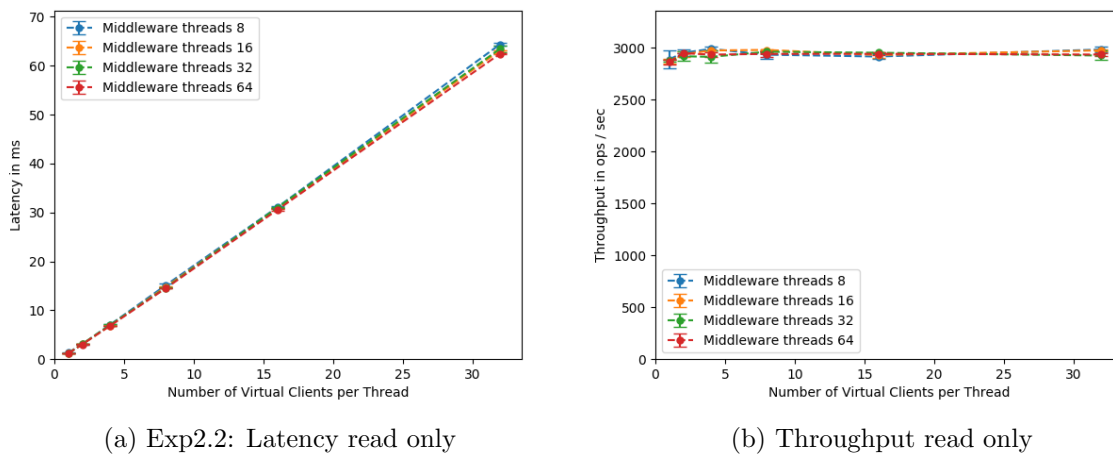 70
60
50
40
30
20
10
0
Latency in ms
Middleware threads 8
Middleware threads 16
Middleware threads 32
Middleware threads 64
0 5 10 15 20 25 30
Number of Virtual Clients per Thread
(a) Exp2.2: Latency read only
3000
2500
2000
1500
1000
500
0
Throughput in ops / sec
Middleware threads 8
Middleware threads 16
Middleware threads 32
Middleware threads 64
0 5 10 15 20 25 30
Number of Virtual Clients per Thread
(b) Throughput read only